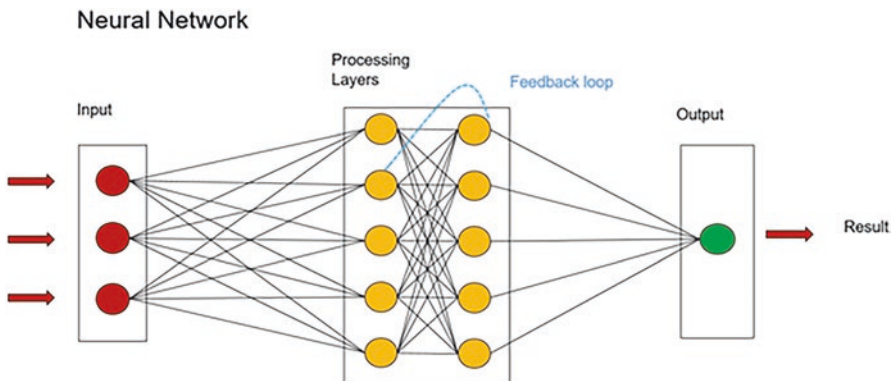 Neural Network
Processing
Layers
Feedback loop
Input
Output
Result